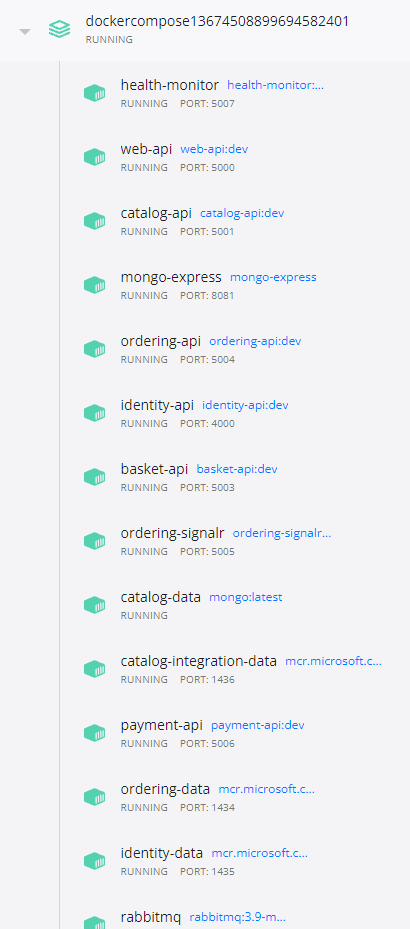 dockercompose13674508899694582401
RUNNING
health-monitor health-monitor:...
RUNNING PORT: 5007
web-api web-api:dev
RUNNING PORT: 5000
catalog-api catalog-api:dev
RUNNING PORT: 5001
mongo-express mongo-express
RUNNING PORT: 8081
ordering-api ordering-api:dev
RUNNING PORT: 5004
identity-api identity-api:dev
RUNNING PORT: 4000
basket-api basket-api:dev
RUNNING PORT: 5003
ordering-signalr ordering-signalr...
RUNNING PORT: 5005
catalog-data mongo:latest
RUNNING
catalog-integration-data mcr.microsoft.c...
RUNNING PORT: 1436
payment-api payment-api:dev
RUNNING PORT: 5006
ordering-data mcr.microsoft.c...
RUNNING PORT: 1434
identity-data mcr.microsoft.c...
RUNNING PORT: 1435
rabbitmq rabbitmq:3.9-m...